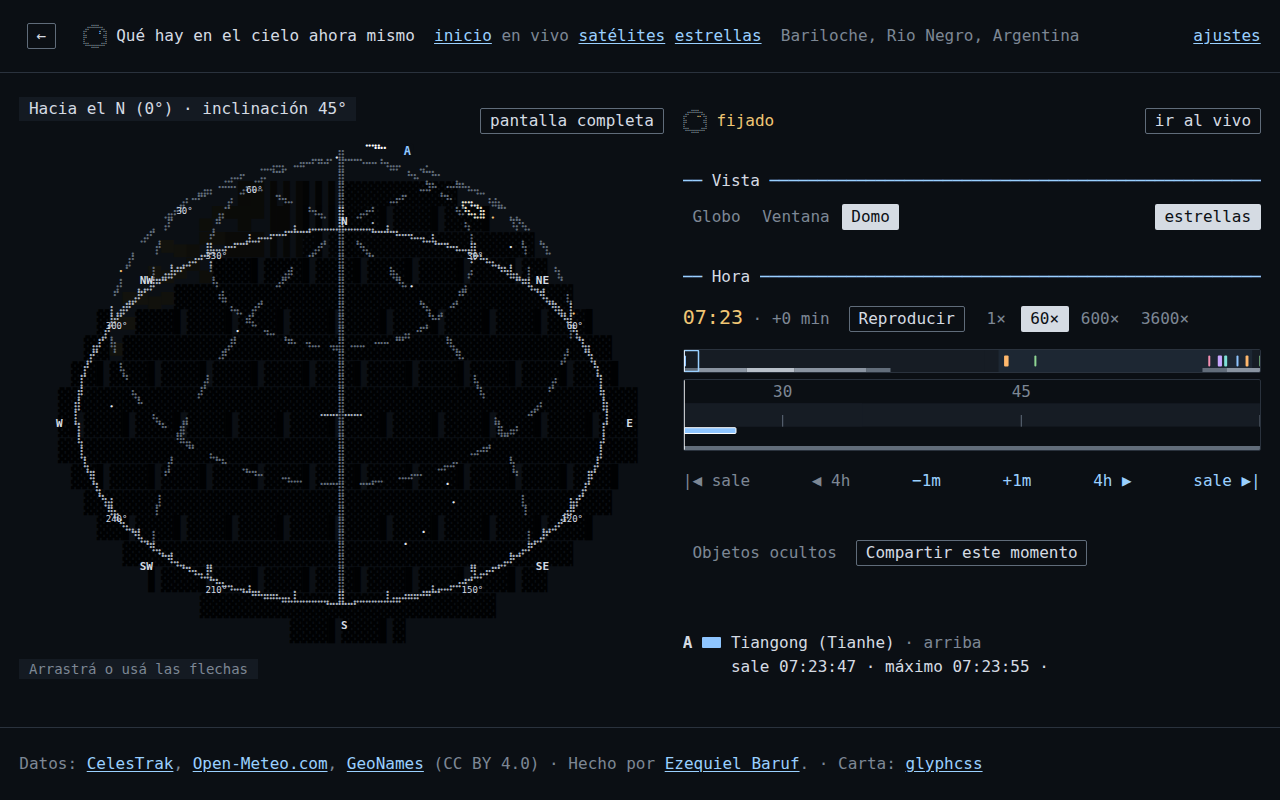 ← Qué hay en el cielo ahora mismo inicio en vivo satélites estrellas Bariloche, Rio Negro, Argentina ajustes
Hacia el N (0°) · inclinación 45°
pantalla completa
A
60°
30°
N
330°
30°
NW
NE
300°
60°
W
E
240°
120°
SW
SE
210°
150°
S
Arrastrá o usá las flechas
fijado
ir al vivo
Vista
Globo Ventana Domo estrellas
Hora
07:23 · +0 min Reproducir 1× 60× 600× 3600×
30 45
|◀ sale ◀ 4h −1m +1m 4h ▶ sale ▶|
Objetos ocultos Compartir este momento
A Tiangong (Tianhe) · arriba
sale 07:23:47 · máximo 07:23:55 ·
Datos: CelesTrak, Open-Meteo.com, GeoNames (CC BY 4.0) · Hecho por Ezequiel Baruf. · Carta: glyphcss